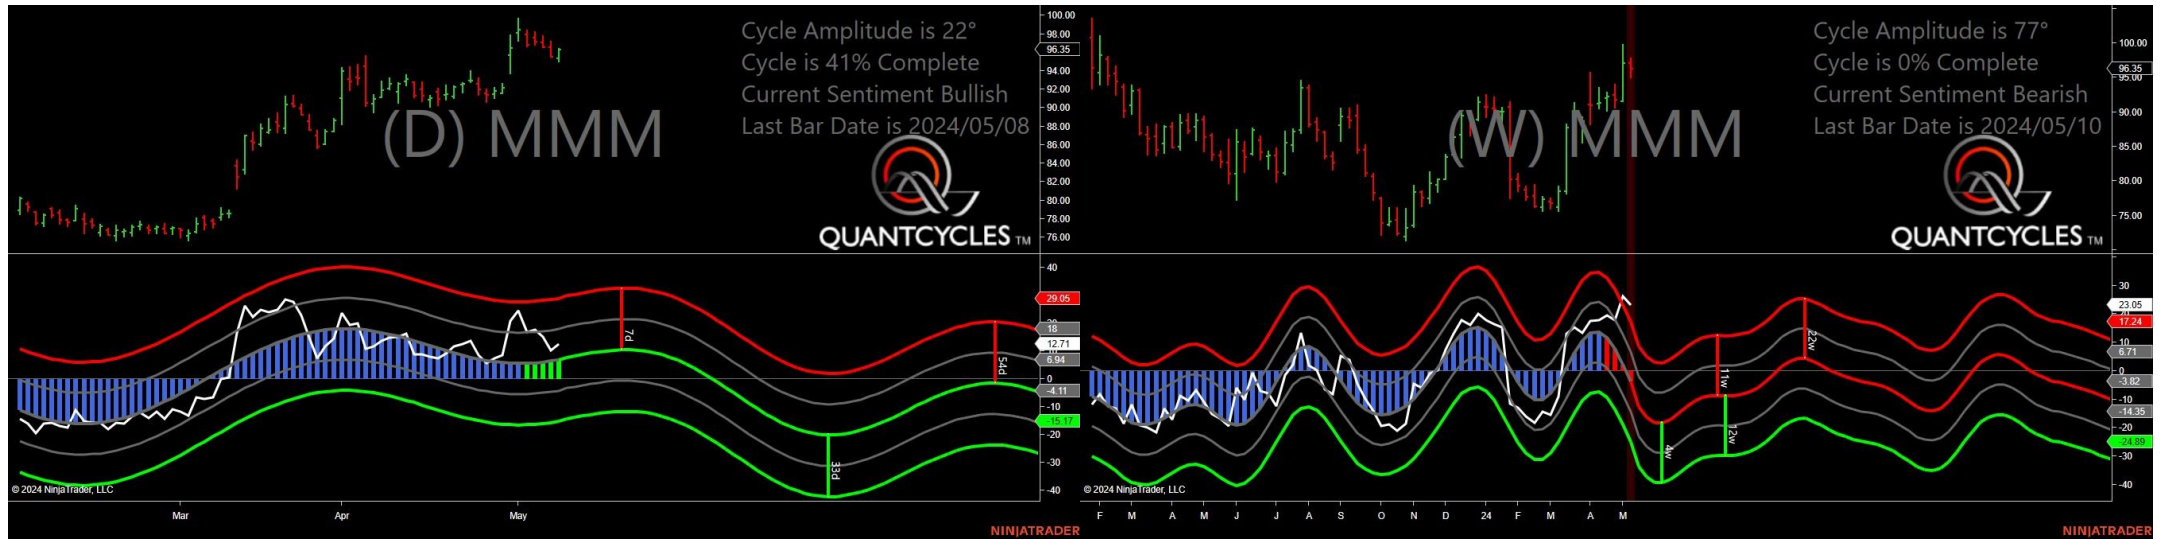 Cycle Amplitude is 22°
Cycle is 41% Complete
Current Sentiment Bullish
Last Bar Date is 2024/05/08
(D) MMM
QUANTCYCLES TM
100.00
98.00
96.35
94.00
92.00
90.00
88.00
86.00
84.00
82.00
80.00
78.00
76.00
40
29.05
18
12.71
6.94
0
-4.11
-10
-15.17
-20
-30
-40
7d
33d
54d
© 2024 NinjaTrader, LLC
Mar Apr May
NINJATRADER
Cycle Amplitude is 77°
Cycle is 0% Complete
Current Sentiment Bearish
Last Bar Date is 2024/05/10
(W) MMM
QUANTCYCLES TM
100.00
96.35
95.00
90.00
85.00
80.00
75.00
30
23.05
17.24
10
6.71
0
-3.82
-14.35
-20
-24.89
-30
-40
4w
11w
12w
22w
© 2024 NinjaTrader, LLC
F M A M J J A S O N D 24 F M A M
NINJATRADER